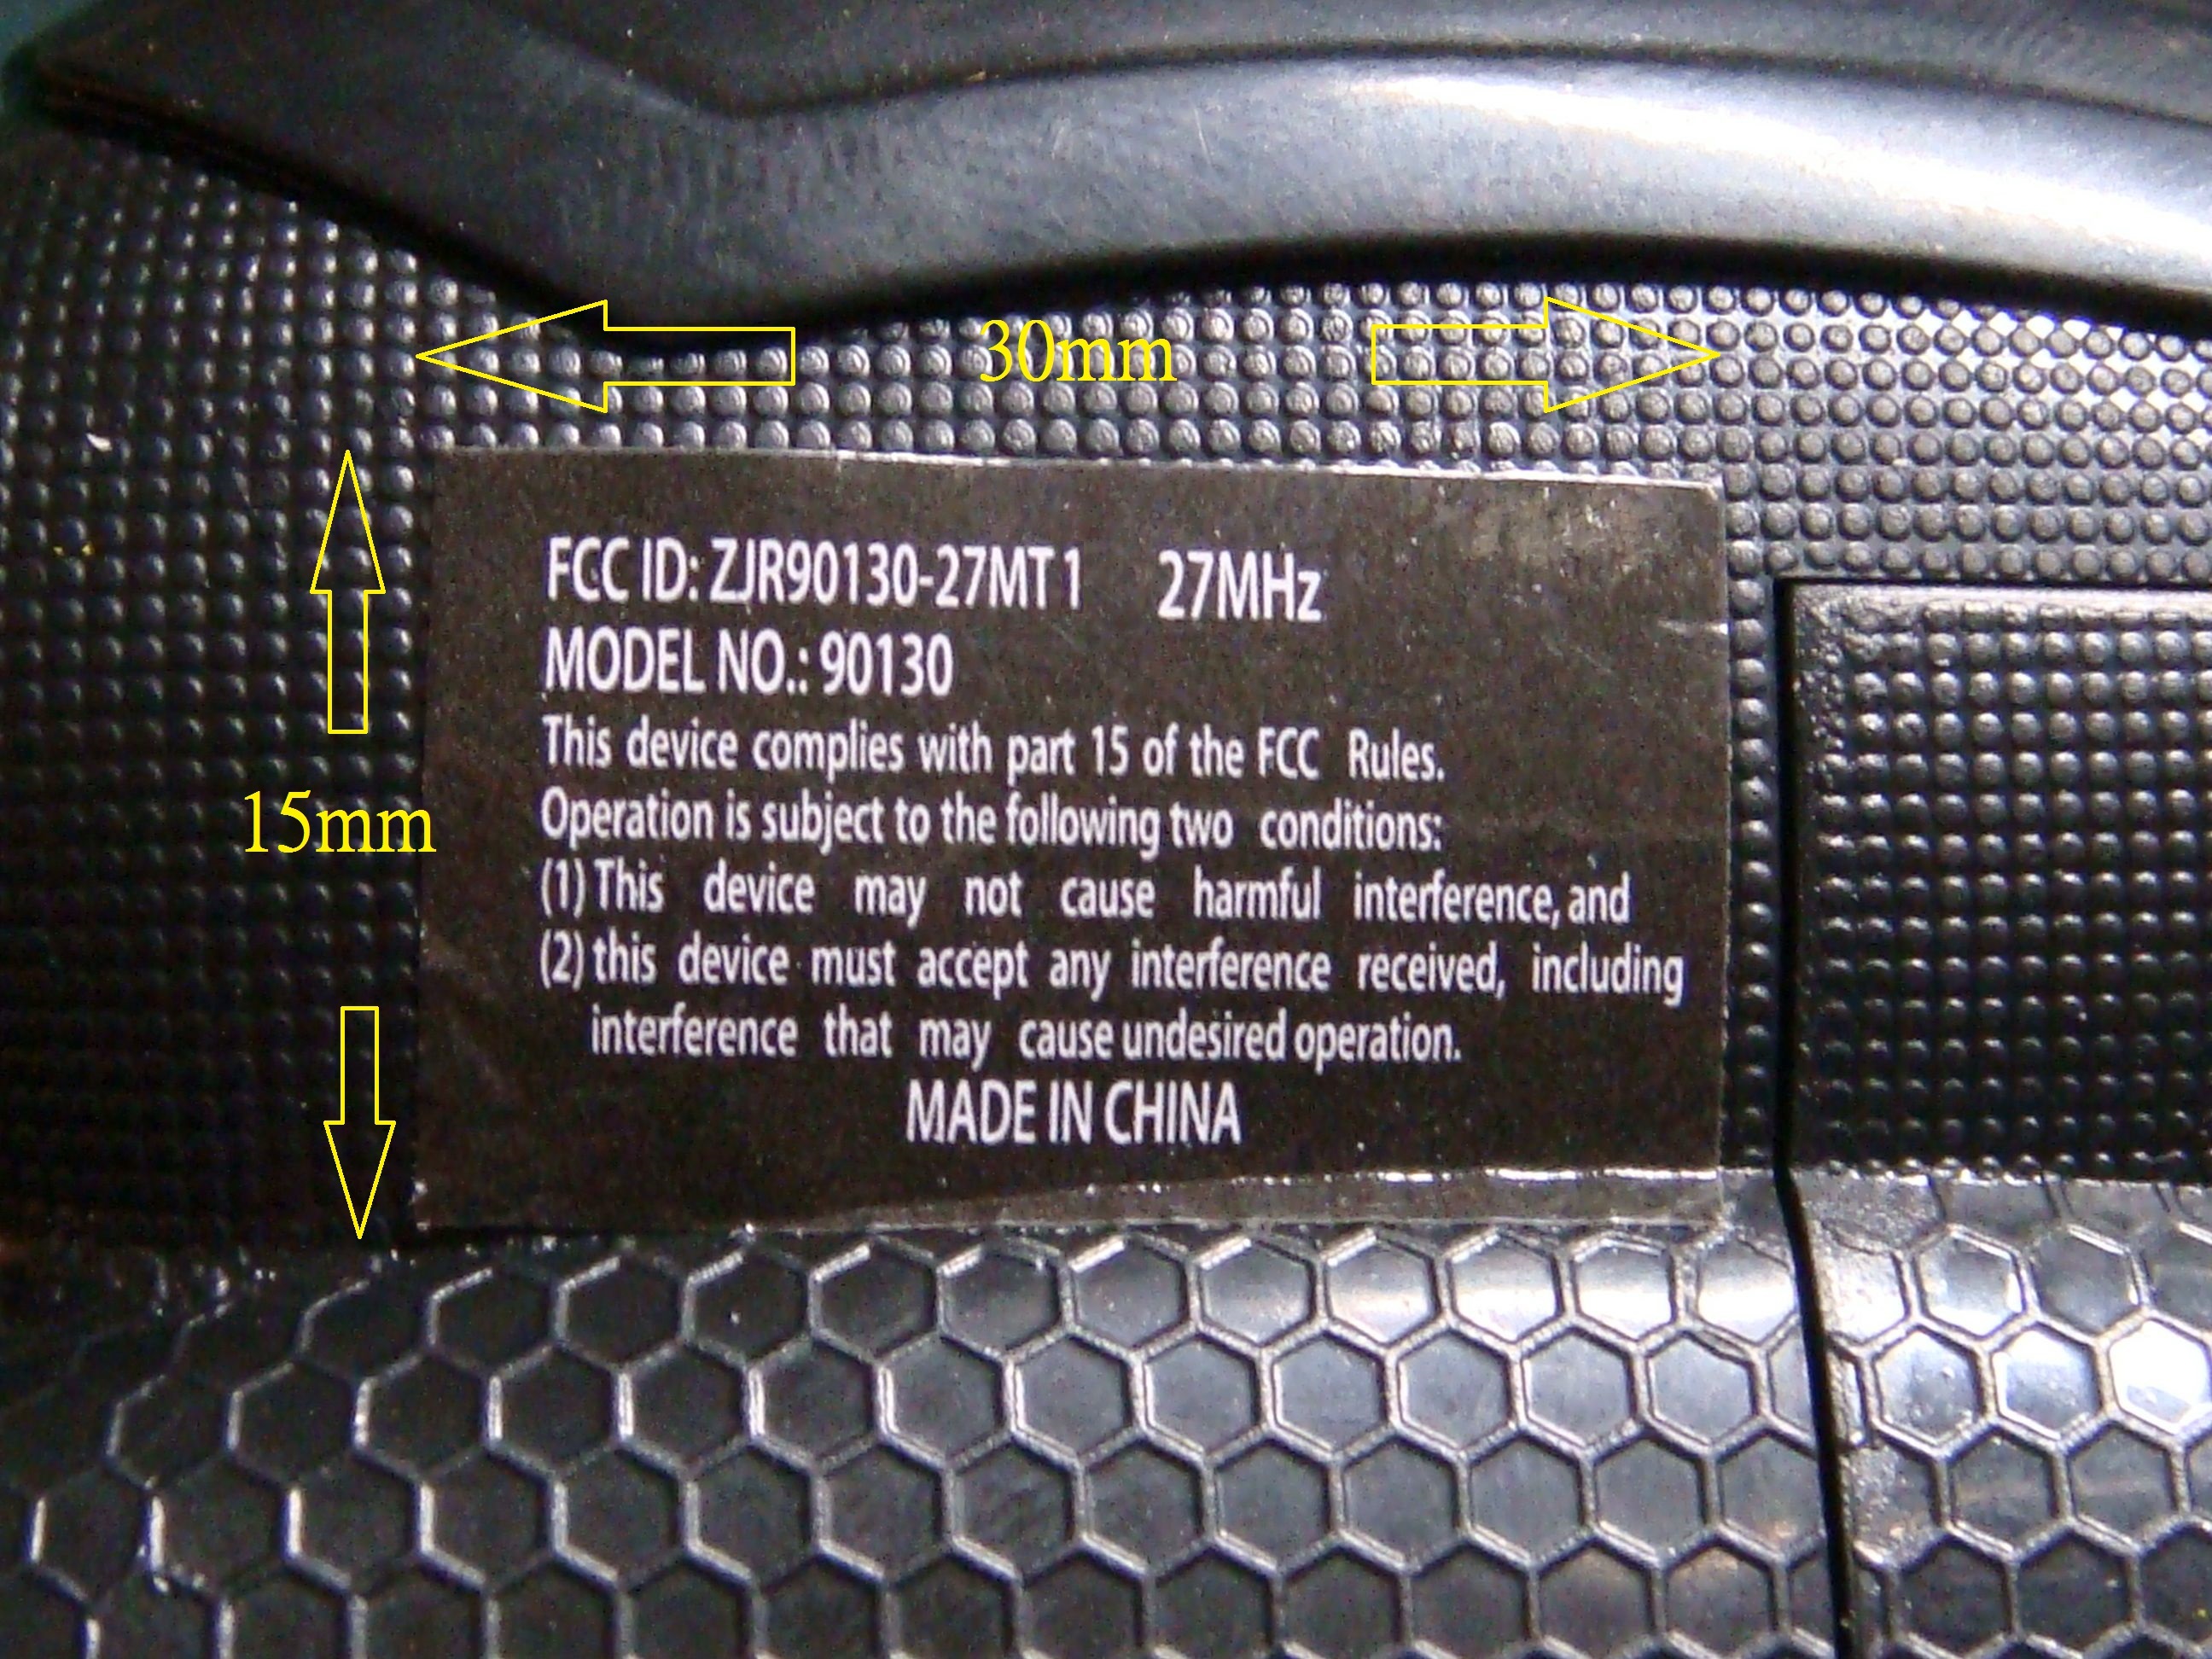 30mm
15mm
FCC ID: ZJR90130-27MT1 27MHz
MODEL NO.: 90130
This device complies with part 15 of the FCC Rules.
Operation is subject to the following two conditions:
(1) This device may not cause harmful interference, and
(2) this device must accept any interference received, including
interference that may cause undesired operation.
MADE IN CHINA